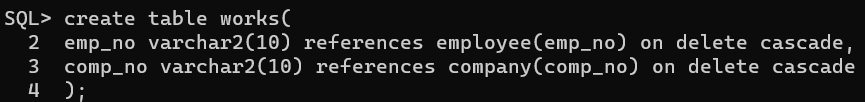 SQL> create table works(
  2  emp_no varchar2(10) references employee(emp_no) on delete cascade,
  3  comp_no varchar2(10) references company(comp_no) on delete cascade
  4  );